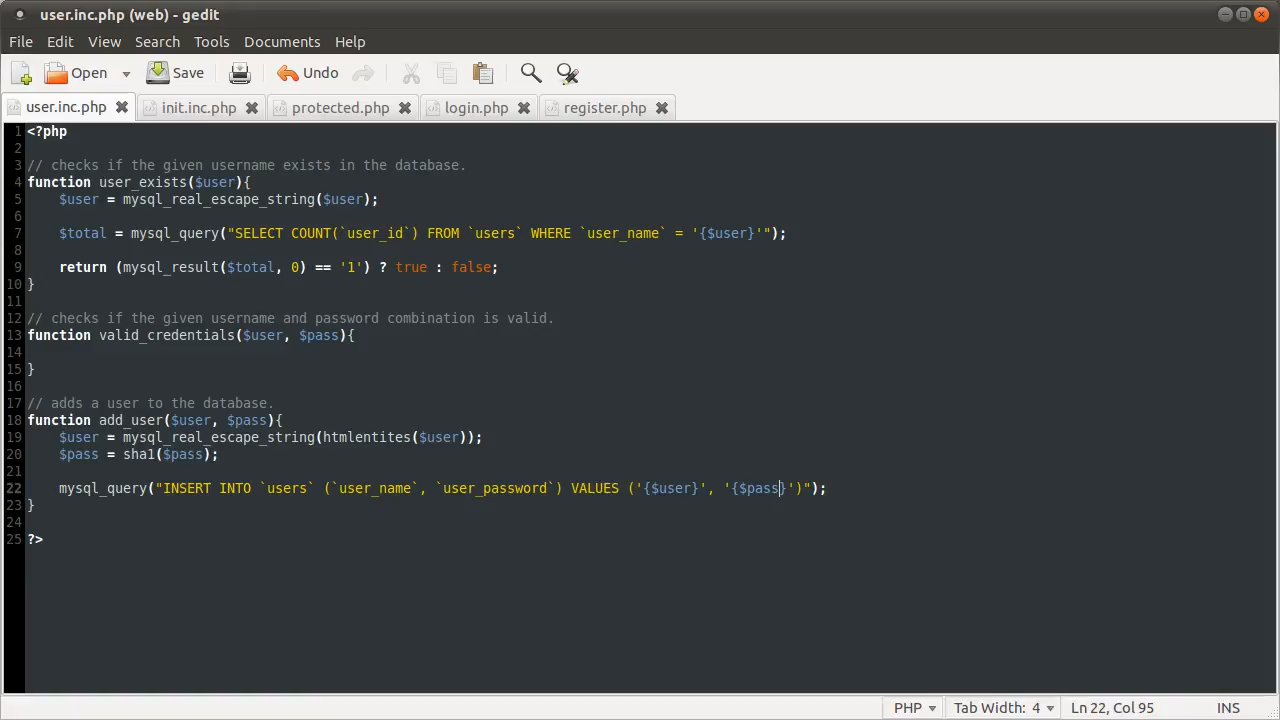 user.inc.php (web) - gedit
File Edit View Search Tools Documents Help
Open Save Undo
user.inc.php init.inc.php protected.php login.php register.php
1 <?php
2
3 // checks if the given username exists in the database.
4 function user_exists($user){
5     $user = mysql_real_escape_string($user);
6
7     $total = mysql_query("SELECT COUNT(`user_id`) FROM `users` WHERE `user_name` = '{$user}'");
8
9     return (mysql_result($total, 0) == '1') ? true : false;
10 }
11
12 // checks if the given username and password combination is valid.
13 function valid_credentials($user, $pass){
14
15 }
16
17 // adds a user to the database.
18 function add_user($user, $pass){
19     $user = mysql_real_escape_string(htmlentites($user));
20     $pass = sha1($pass);
21
22     mysql_query("INSERT INTO `users` (`user_name`, `user_password`) VALUES ('{$user}', '{$pass}')");
23 }
24
25 ?>
PHP Tab Width: 4 Ln 22, Col 95 INS